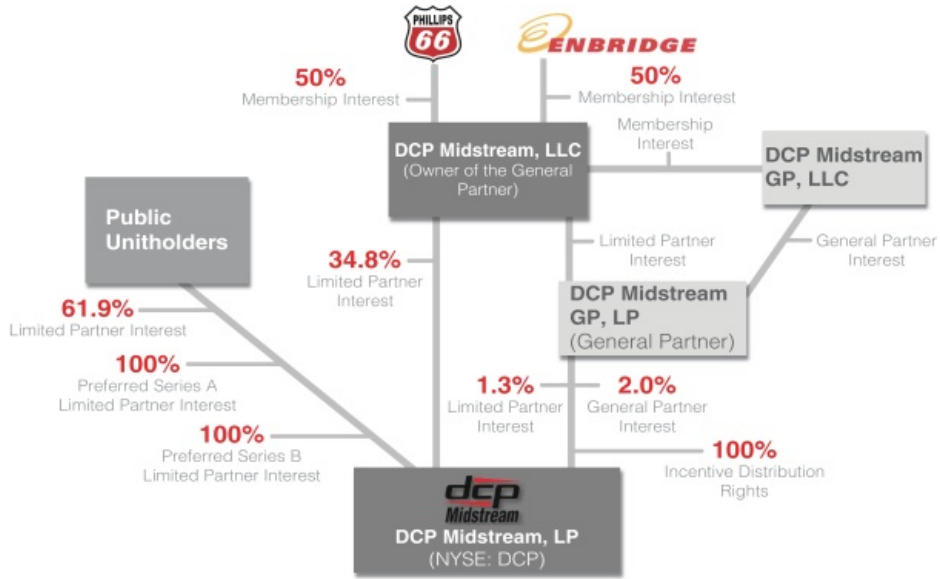 PHILLIPS
66
ENBRIDGE
50%
Membership Interest
50%
Membership Interest
DCP Midstream, LLC
(Owner of the General
Partner)
Membership
Interest
DCP Midstream
GP, LLC
Public
Unitholders
34.8%
Limited Partner
Interest
Limited Partner
Interest
General Partner
Interest
DCP Midstream
GP, LP
(General Partner)
61.9%
Limited Partner Interest
100%
Preferred Series A
Limited Partner Interest
100%
Preferred Series B
Limited Partner Interest
1.3%
Limited Partner
Interest
2.0%
General Partner
Interest
100%
Incentive Distribution
Rights
dcp
Midstream
DCP Midstream, LP
(NYSE: DCP)